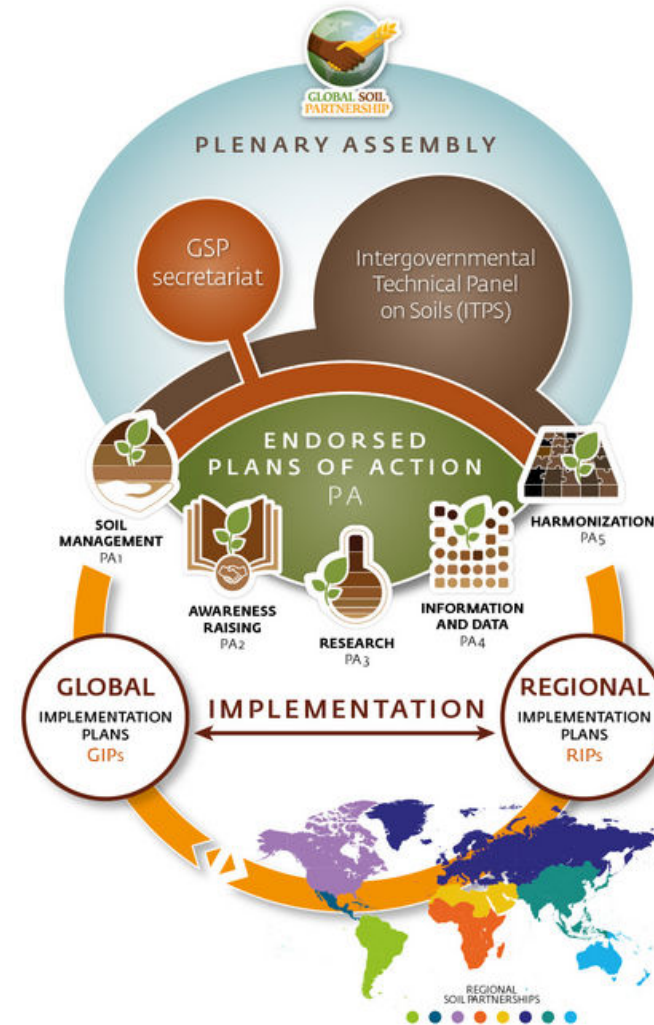 GLOBAL SOIL
PARTNERSHIP
PLENARY ASSEMBLY
GSP
secretariat
Intergovernmental
Technical Panel
on Soils (ITPS)
ENDORSED
PLANS OF ACTION
PA
SOIL
MANAGEMENT
PA1
AWARENESS
RAISING
PA2
RESEARCH
PA3
INFORMATION
AND DATA
PA4
HARMONIZATION
PA5
GLOBAL
IMPLEMENTATION
PLANS
GIPs
IMPLEMENTATION
REGIONAL
IMPLEMENTATION
PLANS
RIPs
REGIONAL
SOIL PARTNERSHIPS